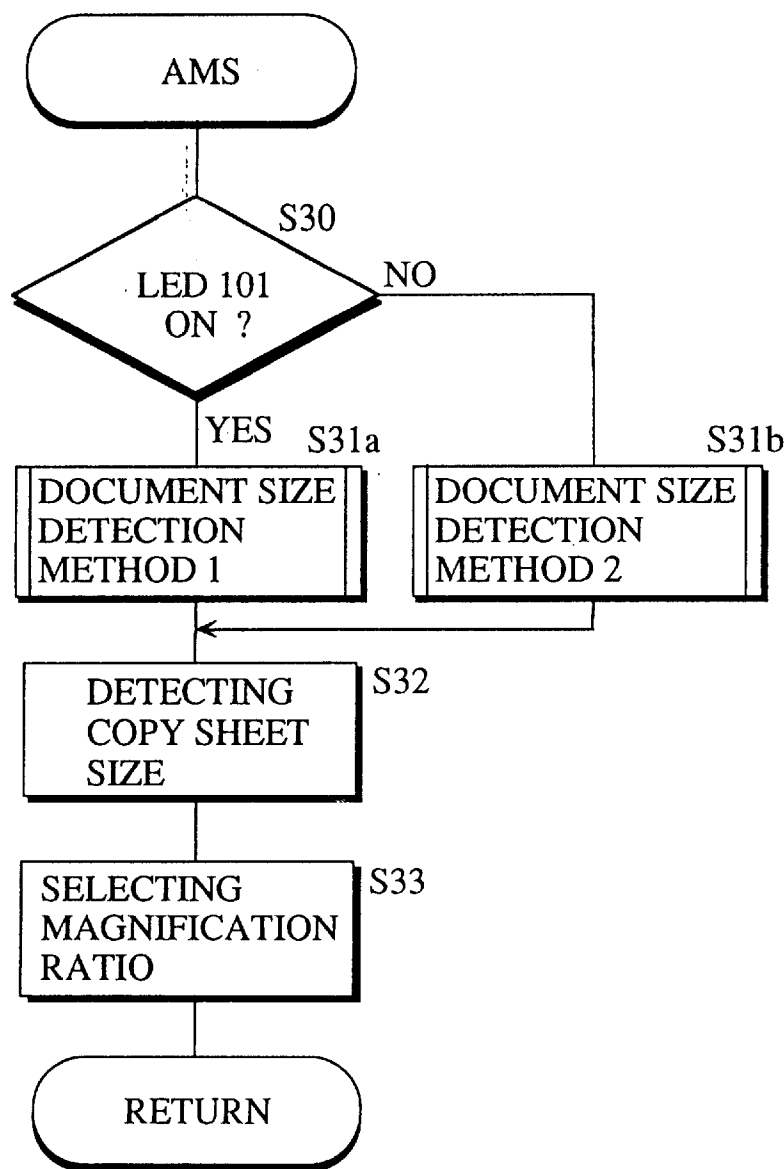 AMS
S30
LED 101
ON ?
NO
YES
S31a
DOCUMENT SIZE
DETECTION
METHOD 1
S31b
DOCUMENT SIZE
DETECTION
METHOD 2
S32
DETECTING
COPY SHEET
SIZE
S33
SELECTING
MAGNIFICATION
RATIO
RETURN